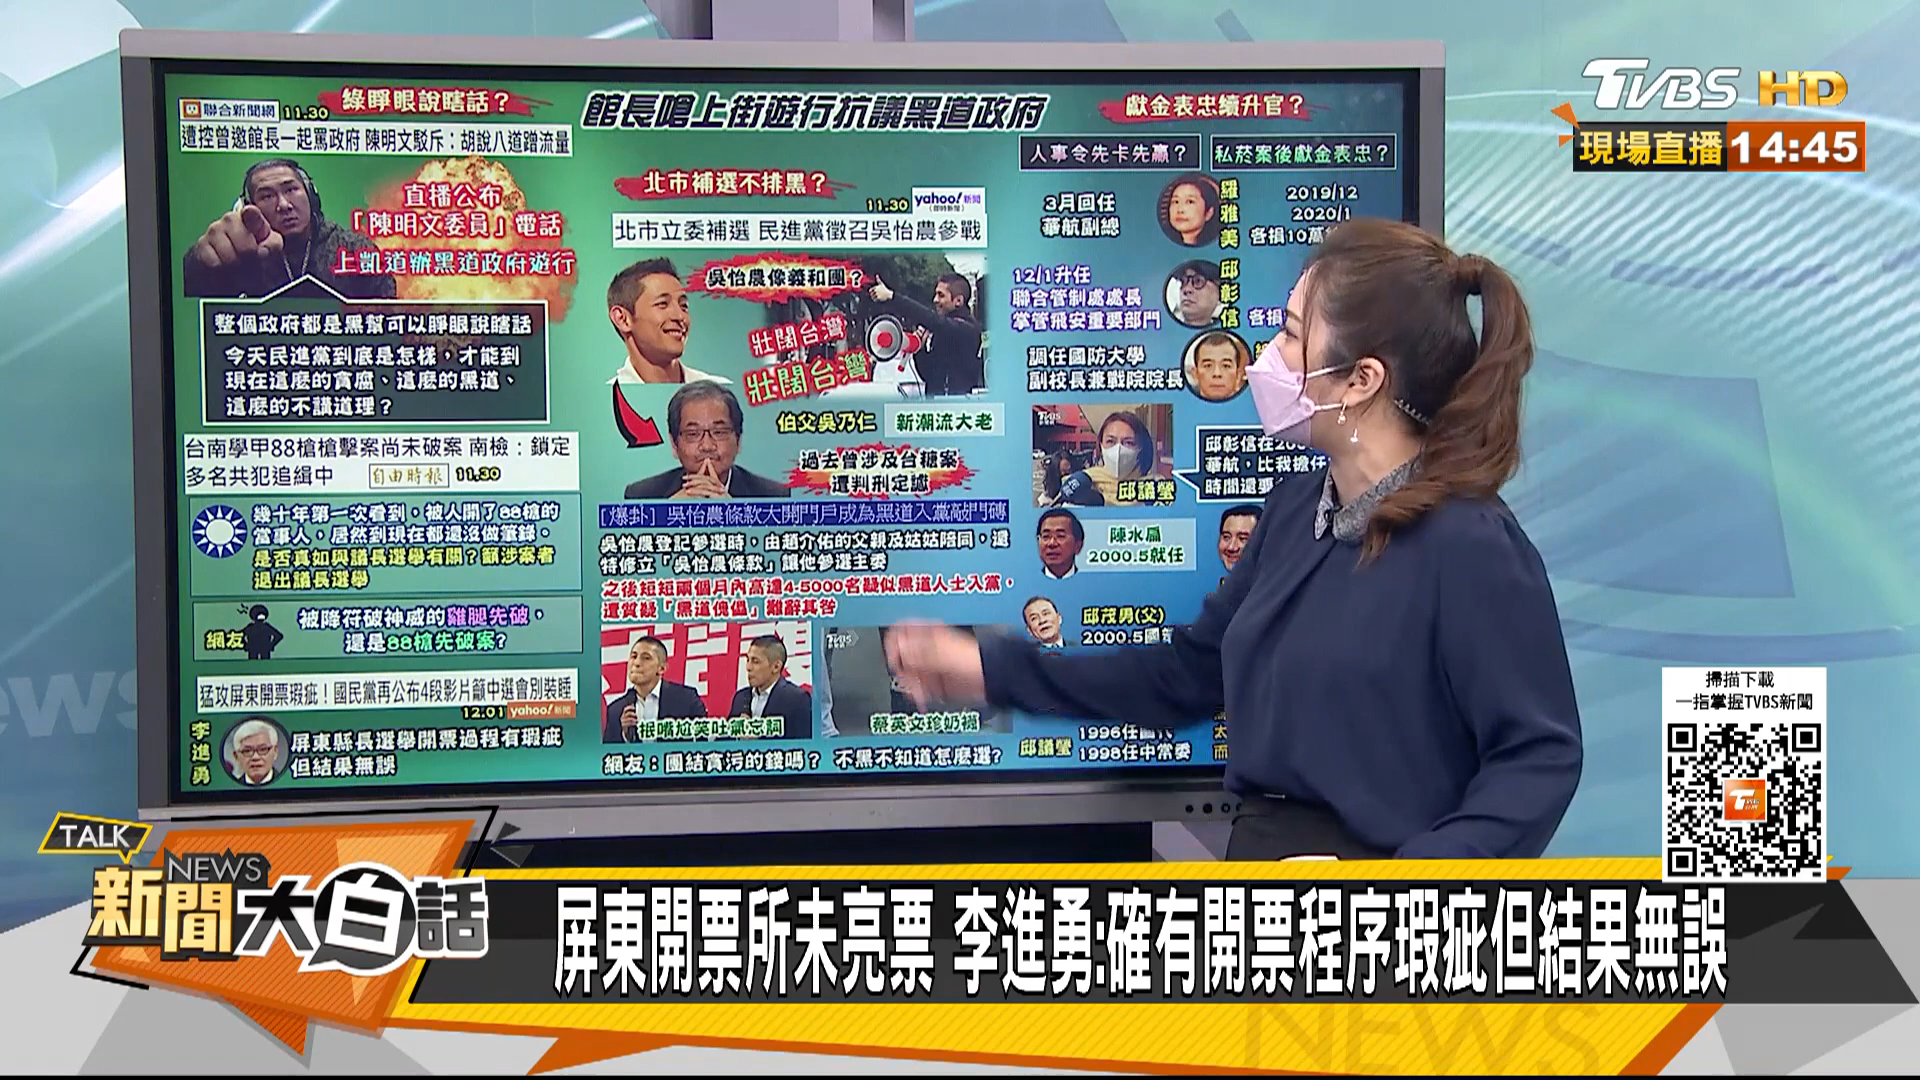 TVBS HD
現場直播 14:45
館長嗆上街遊行抗議黑道政府
綠睜眼說瞎話？
聯合新聞網 11.30
遭控曾邀館長一起罵政府 陳明文駁斥：胡說八道蹭流量
直播公布
「陳明文委員」電話
上凱道辦黑道政府遊行
整個政府都是黑幫可以睜眼說瞎話
今天民進黨到底是怎樣，才能到
現在這麼的貪腐、這麼的黑道、
這麼的不講道理？
台南學甲88槍槍擊案尚未破案 南檢：鎖定
多名共犯追緝中 自由時報 11.30
幾十年第一次看到，被人開了88槍的
當事人，居然到現在都還沒做筆錄。
是否真如與議長選舉有關？籲涉案者
退出議長選舉
網友
被降符破神威的雞腿先破，
還是88槍先破案？
猛攻屏東開票瑕疵！國民黨再公布4段影片籲中選會別裝睡
12.01 yahoo!新聞
李進勇
屏東縣長選舉開票過程有瑕疵
但結果無誤
北市補選不排黑？
11.30 yahoo!新聞
北市立委補選 民進黨徵召吳怡農參戰
吳怡農像義和團？
壯闊台灣
壯闊台灣
伯父吳乃仁 新潮流大老
過去曾涉及台糖案
遭判刑定讞
[爆卦] 吳怡農條款大開門戶成為黑道入黨敲門磚
吳怡農登記參選時，由趙介佑的父親及姑姑陪同，還
特修立「吳怡農條款」讓他參選主委
之後短短兩個月內高達4-5000名疑似黑道人士入黨，
遭質疑「黑道傀儡」難辭其咎
TVBS
抿嘴尬笑吐氣忘詞
蔡英文珍奶襪
網友：團結貪污的錢嗎？ 不黑不知道怎麼選？
獻金表忠續升官？
人事令先卡先贏？ 私菸案後獻金表忠？
3月回任
華航副總
羅雅美
2019/12
2020/1
各捐10萬
12/1升任
聯合管制處處長
掌管飛安重要部門
邱彰信
各捐
調任國防大學
副校長兼戰院院長
TVBS
邱議瑩
邱彰信在20
華航，比我擔任
時間還要
陳水扁
2000.5就任
邱茂勇(父)
2000.5國
邱議瑩
1996任國代
1998任中常委
掃描下載
一指掌握TVBS新聞
TALK
NEWS
新聞大白話
屏東開票所未亮票 李進勇:確有開票程序瑕疵但結果無誤
NEWS